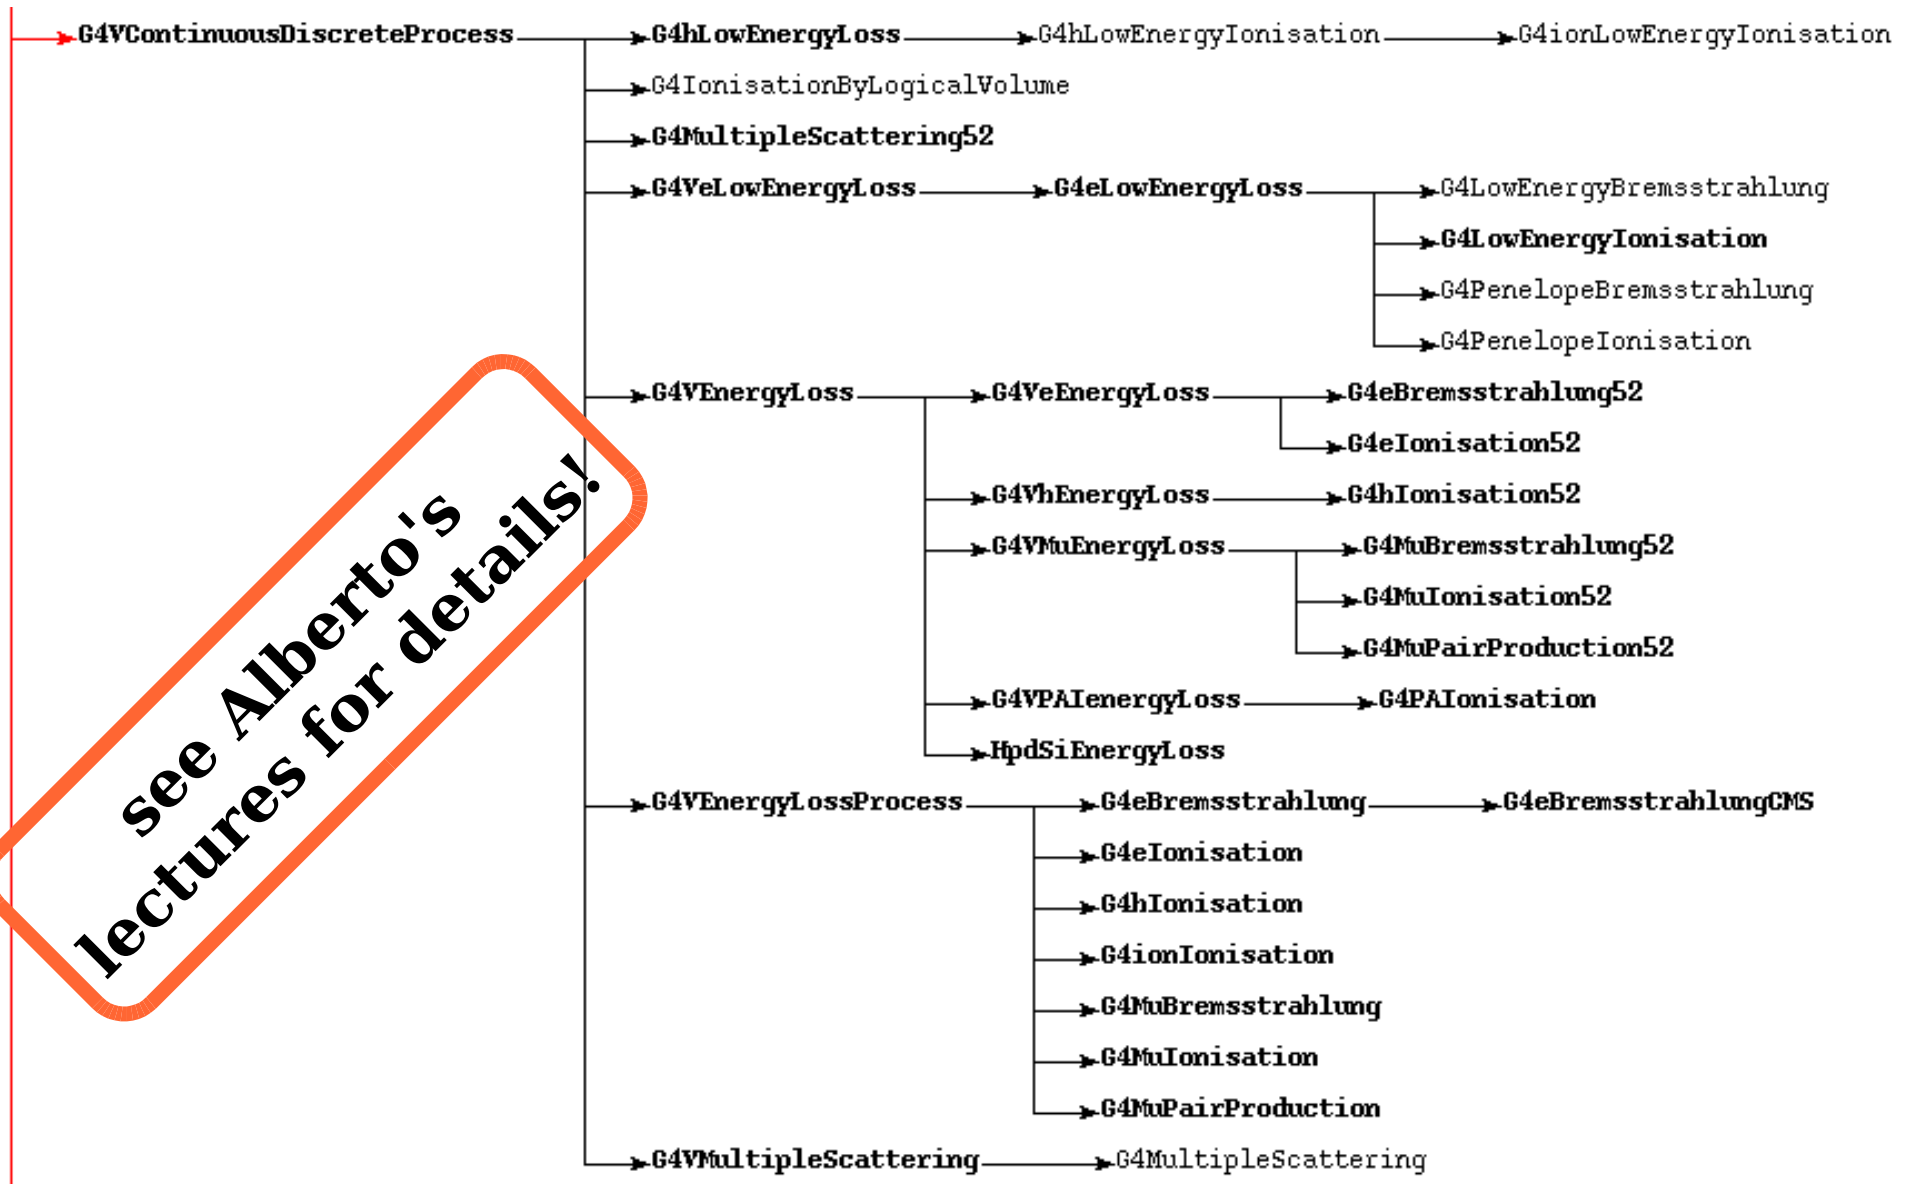 G4VContinuousDiscreteProcess G4hLowEnergyLoss G4hLowEnergyIonisation G4ionLowEnergyIonisation
G4IonisationByLogicalVolume
G4MultipleScattering52
G4VeLowEnergyLoss G4eLowEnergyLoss G4LowEnergyBremsstrahlung
G4LowEnergyIonisation
G4PenelopeBremsstrahlung
G4PenelopeIonisation
G4VEnergyLoss G4VeEnergyLoss G4eBremsstrahlung52
G4eIonisation52
G4VhEnergyLoss G4hIonisation52
G4VMuEnergyLoss G4MuBremsstrahlung52
G4MuIonisation52
G4MuPairProduction52
G4VPAIenergyLoss G4PAIonisation
HpdSiEnergyLoss
G4VEnergyLossProcess G4eBremsstrahlung G4eBremsstrahlungCMS
G4eIonisation
G4hIonisation
G4ionIonisation
G4MuBremsstrahlung
G4MuIonisation
G4MuPairProduction
G4VMultipleScattering G4MultipleScattering
see Alberto's
lectures for details!